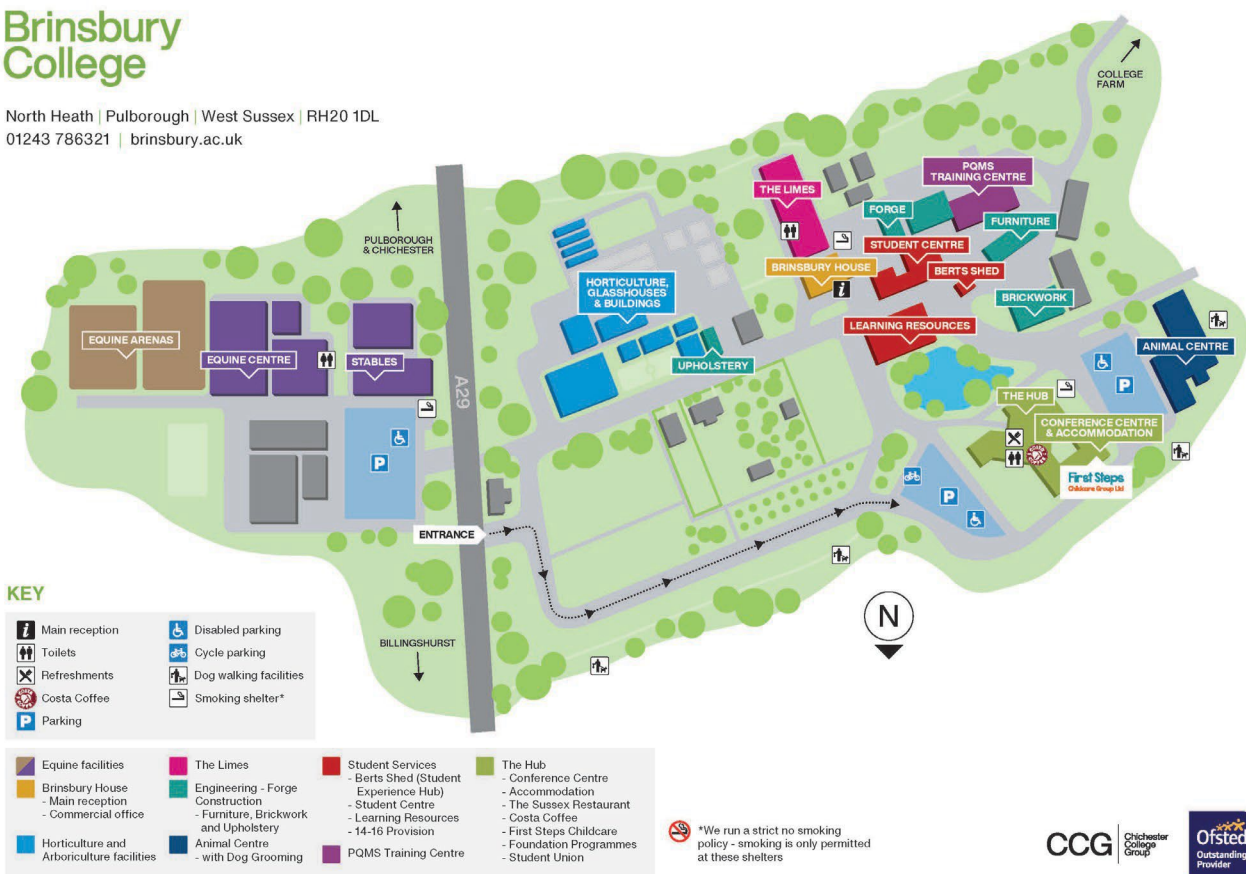 Brinsbury
College
North Heath | Pulborough | West Sussex | RH20 1DL
01243 786321 | brinsbury.ac.uk
COLLEGE
FARM
PQMS
TRAINING CENTRE
THE LIMES
FORGE
FURNITURE
PULBOROUGH
& CHICHESTER
STUDENT CENTRE
BRINSBURY HOUSE
BERTS SHED
i
HORTICULTURE,
GLASSHOUSES
& BUILDINGS
BRICKWORK
LEARNING RESOURCES
EQUINE ARENAS
EQUINE CENTRE
STABLES
UPHOLSTERY
ANIMAL CENTRE
A29
P
THE HUB
CONFERENCE CENTRE
& ACCOMMODATION
P
First Steps
Childcare Group Ltd
P
ENTRANCE
N
BILLINGSHURST
KEY
i Main reception
Toilets
Refreshments
Costa Coffee
P Parking
Disabled parking
Cycle parking
Dog walking facilities
Smoking shelter*
Equine facilities
Brinsbury House
- Main reception
- Commercial office
Horticulture and
Arboriculture facilities
The Limes
Engineering - Forge
Construction
- Furniture, Brickwork
and Upholstery
Animal Centre
- with Dog Grooming
Student Services
- Berts Shed (Student
Experience Hub)
- Student Centre
- Learning Resources
- 14-16 Provision
PQMS Training Centre
The Hub
- Conference Centre
- Accommodation
- The Sussex Restaurant
- Costa Coffee
- First Steps Childcare
- Foundation Programmes
- Student Union
*We run a strict no smoking
policy - smoking is only permitted
at these shelters
CCG
Chichester
College
Group
Ofsted
Outstanding
Provider